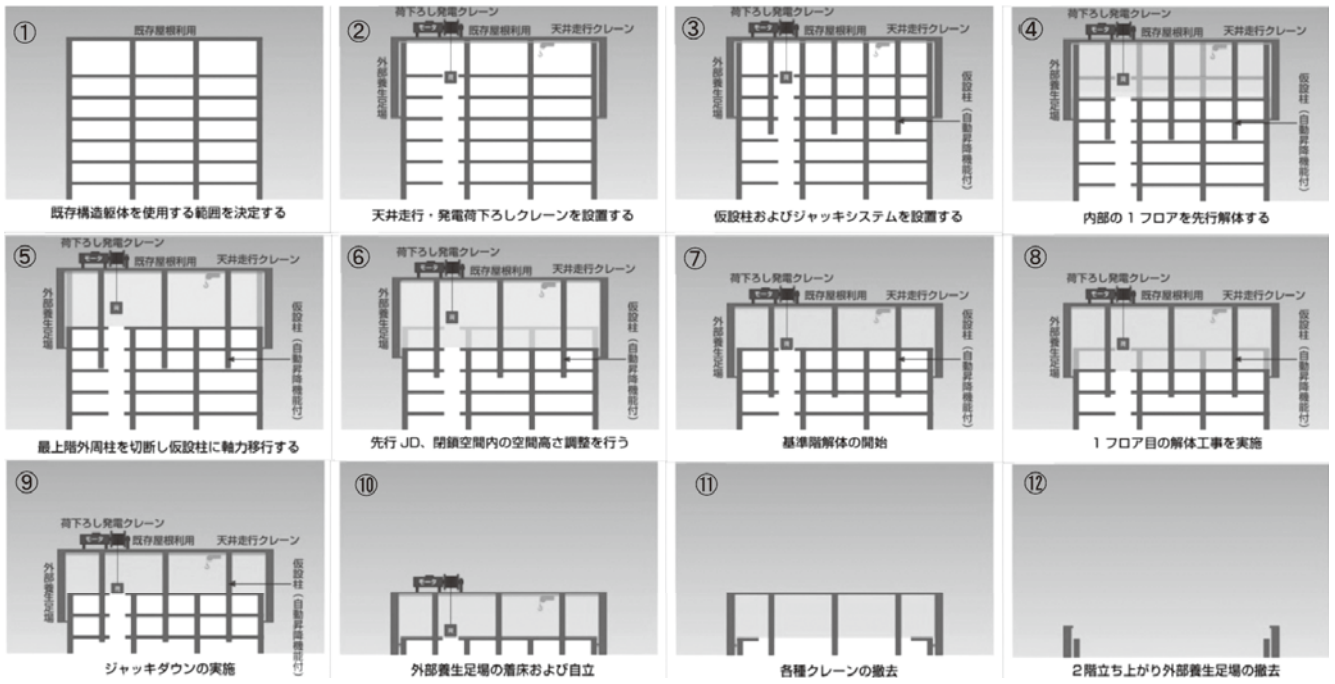 ①
既存屋根利用
既存構造躯体を使用する範囲を決定する
②
荷下ろし発電クレーン
既存屋根利用
天井走行クレーン
外部養生足場
天井走行・発電荷下ろしクレーンを設置する
③
荷下ろし発電クレーン
既存屋根利用
天井走行クレーン
外部養生足場
仮設柱（自動昇降機能付）
仮設柱およびジャッキシステムを設置する
④
荷下ろし発電クレーン
既存屋根利用
天井走行クレーン
外部養生足場
仮設柱（自動昇降機能付）
内部の1フロアを先行解体する
⑤
荷下ろし発電クレーン
既存屋根利用
天井走行クレーン
外部養生足場
仮設柱（自動昇降機能付）
最上階外周柱を切断し仮設柱に軸力移行する
⑥
荷下ろし発電クレーン
既存屋根利用
天井走行クレーン
外部養生足場
仮設柱（自動昇降機能付）
先行JD、閉鎖空間内の空間高さ調整を行う
⑦
荷下ろし発電クレーン
既存屋根利用
天井走行クレーン
外部養生足場
仮設柱（自動昇降機能付）
基準階解体の開始
⑧
荷下ろし発電クレーン
既存屋根利用
天井走行クレーン
外部養生足場
仮設柱（自動昇降機能付）
1フロア目の解体工事を実施
⑨
荷下ろし発電クレーン
既存屋根利用
天井走行クレーン
外部養生足場
仮設柱（自動昇降機能付）
ジャッキダウンの実施
⑩
外部養生足場の着床および自立
⑪
各種クレーンの撤去
⑫
2階立ち上がり外部養生足場の撤去